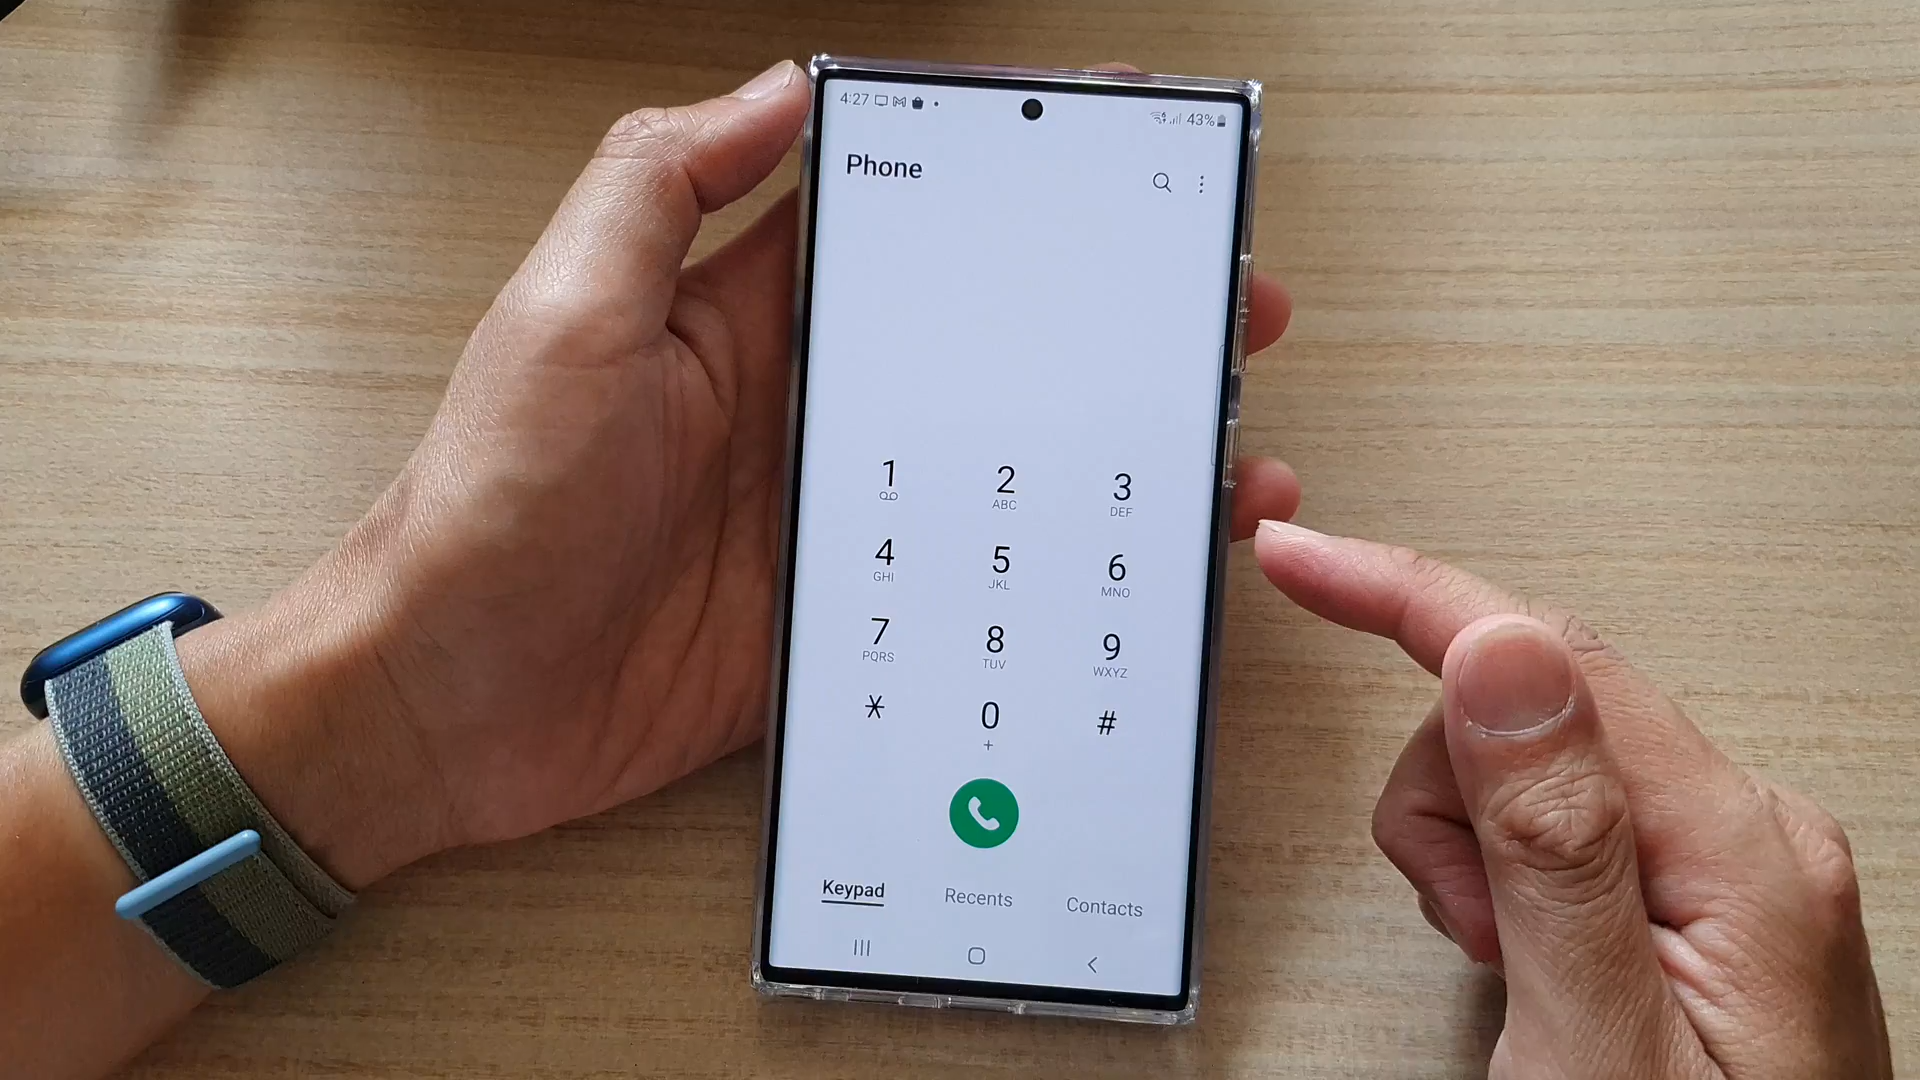 4:27
43%
Phone
1 2 3
ABC DEF
4 5 6
GHI JKL MNO
7 8 9
PQRS TUV WXYZ
* 0 #
+
Keypad Recents Contacts